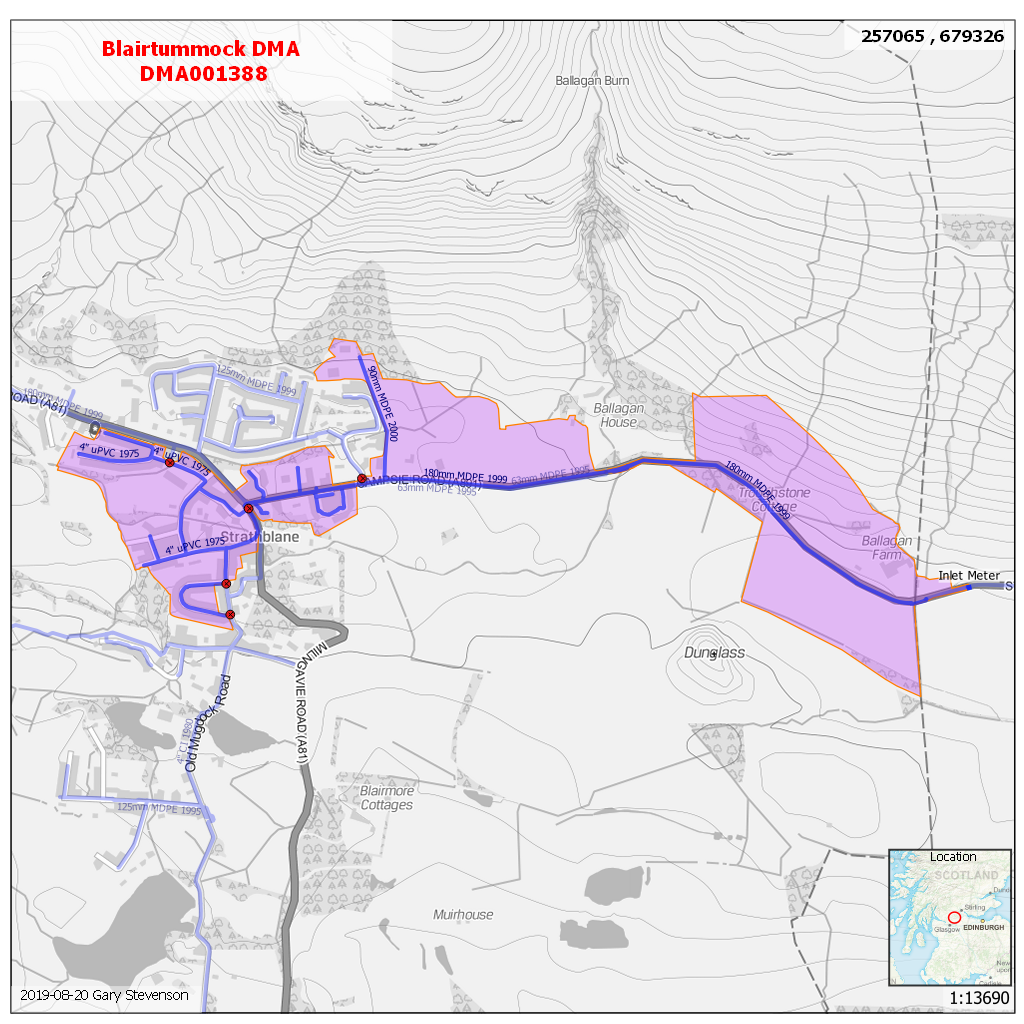 Blairtummock DMA
DMA001388
257065 , 679326
Ballagan Burn
125mm MDPE 1999
180mm MDPE 1999
ROAD (A81)
90mm MDPE 2000
Ballagan
House
4" uPVC 1975
4" uPVC 1975
180mm MDPE 1999
63mm MDPE 1995
CAMPSIE ROAD (A891)
63mm MDPE 1995
180mm MDPE 1999
Cottage
Strathblane
4" uPVC 1975
Ballagan
Farm
Inlet Meter
S
Dunglass
MILNGAVIE ROAD (A81)
Old Mugdock Road
4" CI 1980
Blairmore
Cottages
125mm MDPE 1995
Muirhouse
Location
SCOTLAND
Dund
Stirling
Glasgow
EDINBURGH
New
upon
Carlisle
2019-08-20 Gary Stevenson
1:13690